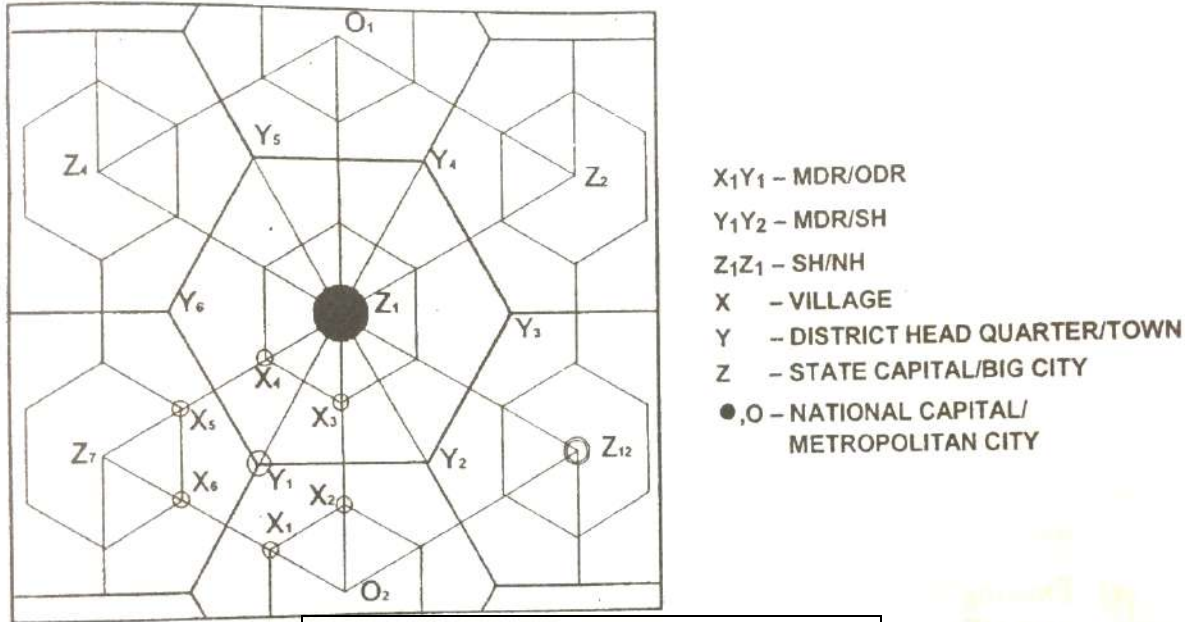 O₁
Y₅
Y₄
Z₄
Z₂
Y₆
Z₁
Y₃
X₄
X₃
X₅
Z₇
Y₁
Y₂
Z₁₂
X₆
X₂
X₁
O₂
X₁Y₁ – MDR/ODR
Y₁Y₂ – MDR/SH
Z₁Z₁ – SH/NH
X – VILLAGE
Y – DISTRICT HEAD QUARTER/TOWN
Z – STATE CAPITAL/BIG CITY
●,O – NATIONAL CAPITAL/
METROPOLITAN CITY